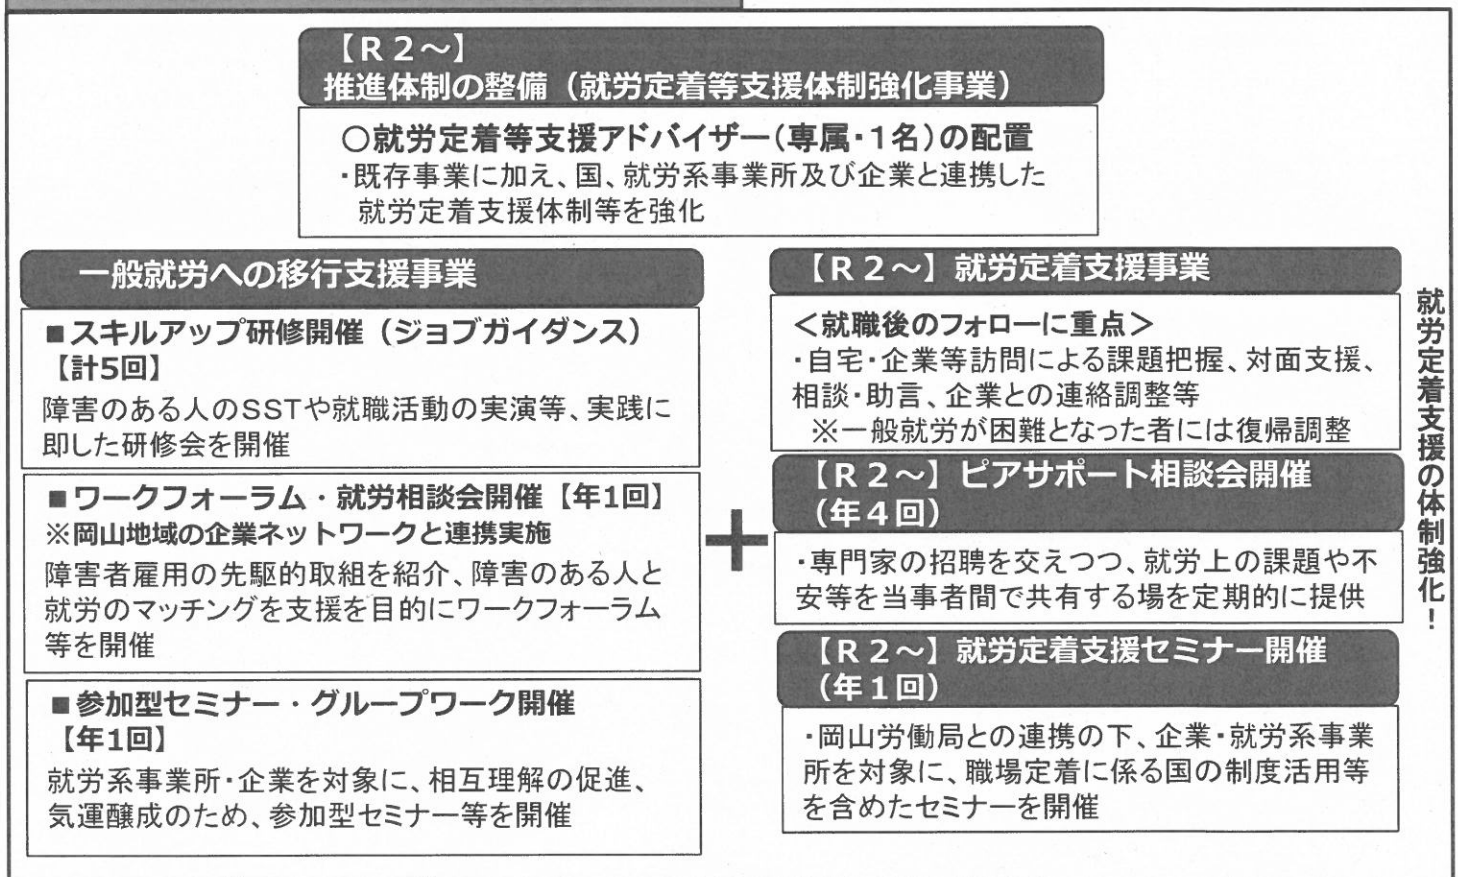 【R2～】
推進体制の整備（就労定着等支援体制強化事業）
○就労定着等支援アドバイザー（専属・1名）の配置
・既存事業に加え、国、就労系事業所及び企業と連携した
就労定着支援体制等を強化
一般就労への移行支援事業
■スキルアップ研修開催（ジョブガイダンス）
【計5回】
障害のある人のSSTや就職活動の実演等、実践に
即した研修会を開催
■ワークフォーラム・就労相談会開催【年1回】
※岡山地域の企業ネットワークと連携実施
障害者雇用の先駆的取組を紹介、障害のある人と
就労のマッチングを支援を目的にワークフォーラム
等を開催
■参加型セミナー・グループワーク開催
【年1回】
就労系事業所・企業を対象に、相互理解の促進、
気運醸成のため、参加型セミナー等を開催
＋
【R2～】就労定着支援事業
＜就職後のフォローに重点＞
・自宅・企業等訪問による課題把握、対面支援、
相談・助言、企業との連絡調整等
※一般就労が困難となった者には復帰調整
【R2～】ピアサポート相談会開催
（年4回）
・専門家の招聘を交えつつ、就労上の課題や不
安等を当事者間で共有する場を定期的に提供
【R2～】就労定着支援セミナー開催
（年1回）
・岡山労働局との連携の下、企業・就労系事業
所を対象に、職場定着に係る国の制度活用等
を含めたセミナーを開催
就労定着支援の体制強化！